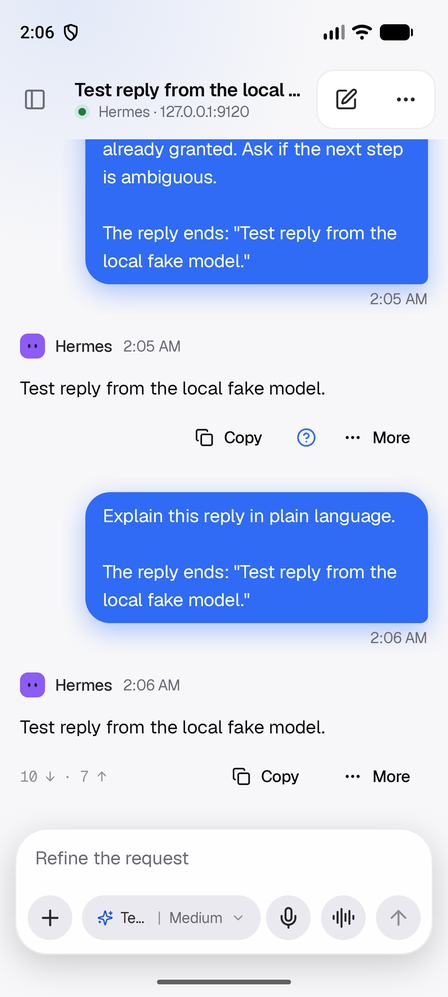 2:06
Test reply from the local ...
Hermes · 127.0.0.1:9120
already granted. Ask if the next step
is ambiguous.
The reply ends: "Test reply from the
local fake model."
2:05 AM
Hermes 2:05 AM
Test reply from the local fake model.
Copy ? ... More
Explain this reply in plain language.
The reply ends: "Test reply from the
local fake model."
2:06 AM
Hermes 2:06 AM
Test reply from the local fake model.
10 ↓ · 7 ↑ Copy ... More
Refine the request
Te... | Medium